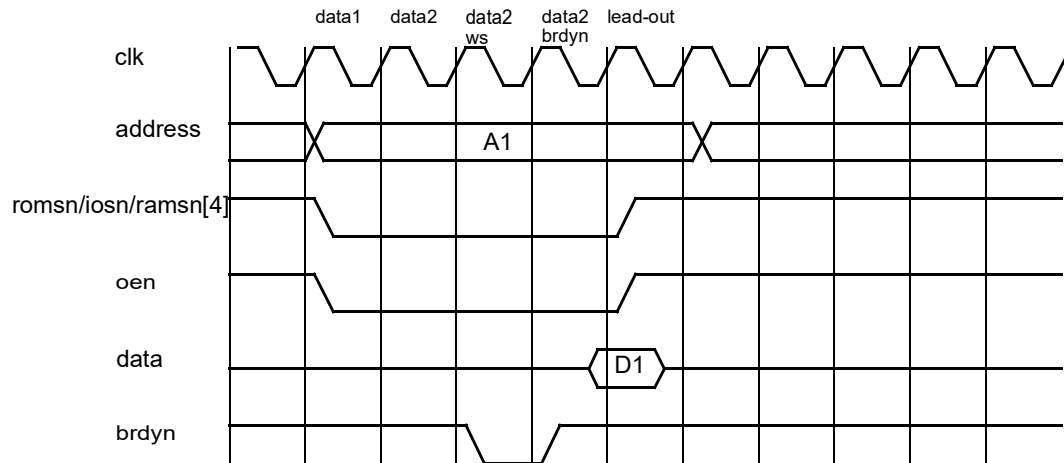 data1 data2 data2 data2 lead-out
ws brdyn
clk
address
A1
romsn/iosn/ramsn[4]
oen
data
D1
brdyn